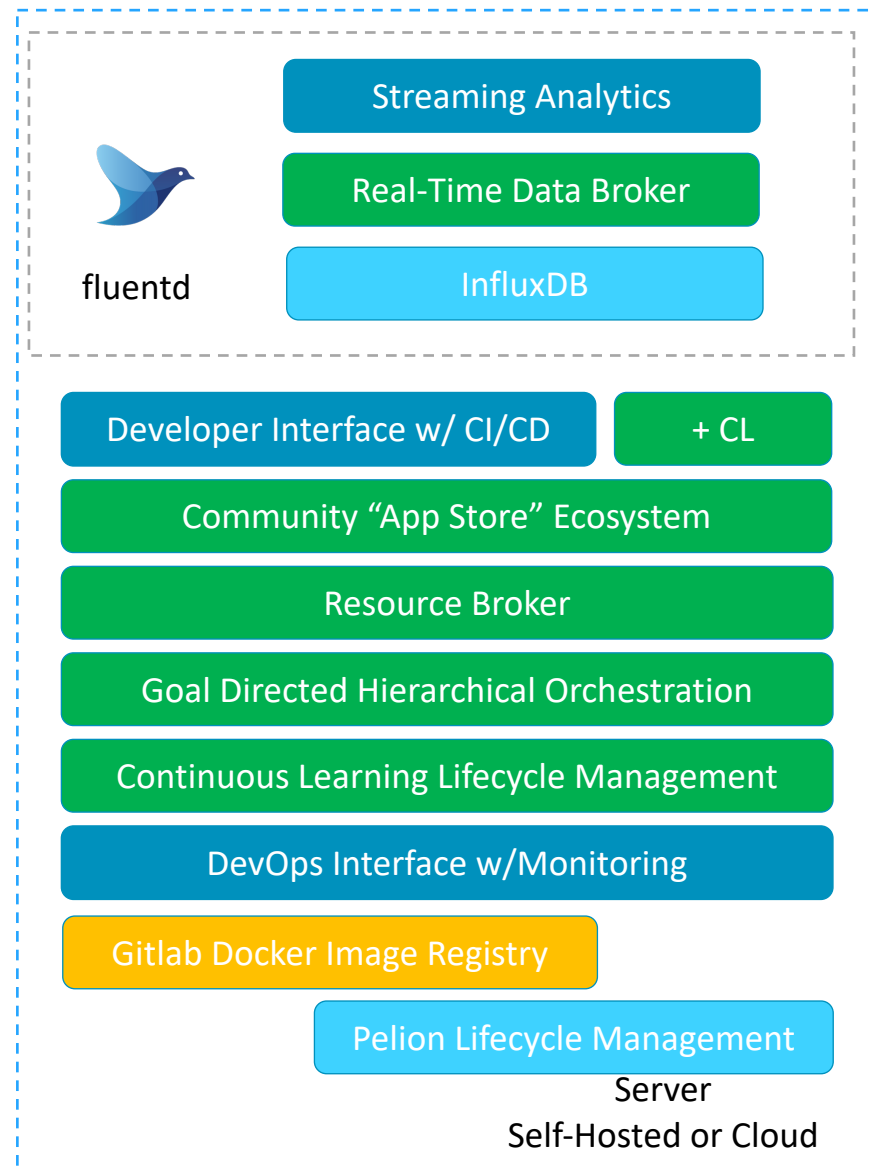 Streaming Analytics
Real-Time Data Broker
fluentd
InfluxDB
Developer Interface w/ CI/CD
+ CL
Community “App Store” Ecosystem
Resource Broker
Goal Directed Hierarchical Orchestration
Continuous Learning Lifecycle Management
DevOps Interface w/Monitoring
Gitlab Docker Image Registry
Pelion Lifecycle Management
Server
Self-Hosted or Cloud